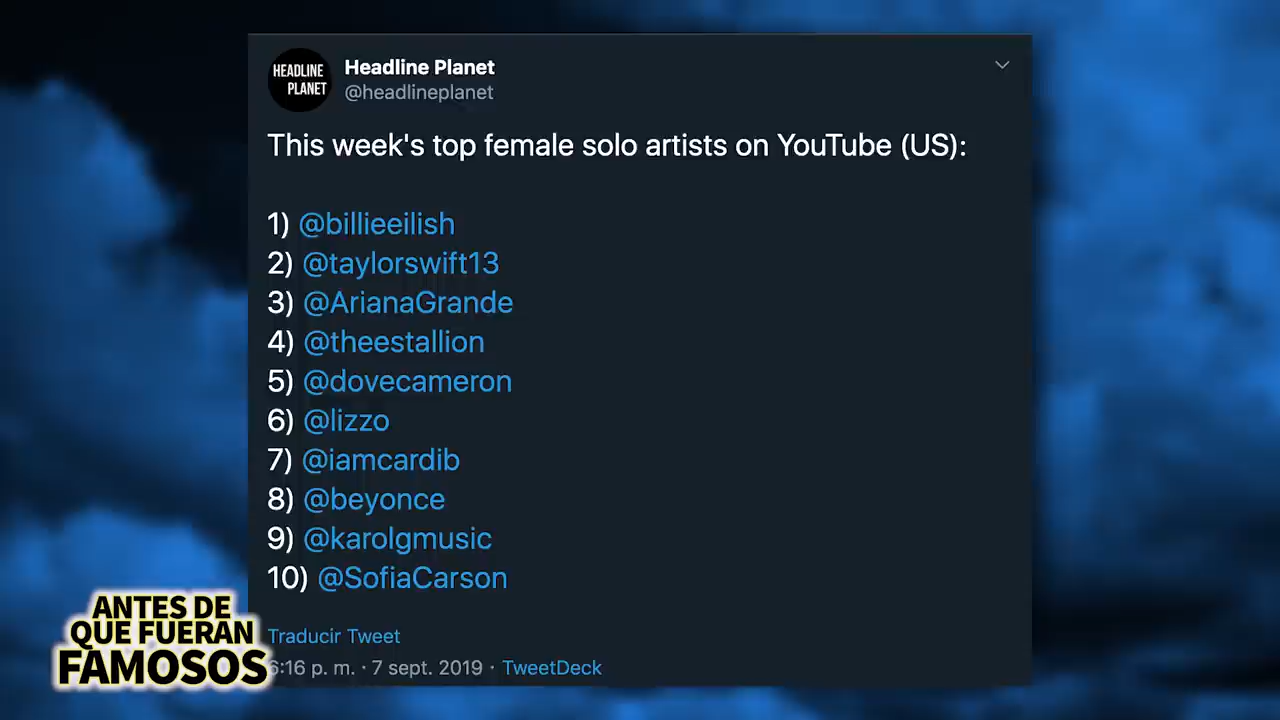 HEADLINE
PLANET
Headline Planet
@headlineplanet
This week's top female solo artists on YouTube (US):
1) @billieeilish
2) @taylorswift13
3) @ArianaGrande
4) @theestallion
5) @dovecameron
6) @lizzo
7) @iamcardib
8) @beyonce
9) @karolgmusic
10) @SofiaCarson
Traducir Tweet
6:16 p. m. · 7 sept. 2019 · TweetDeck
ANTES DE
QUE FUERAN
FAMOSOS